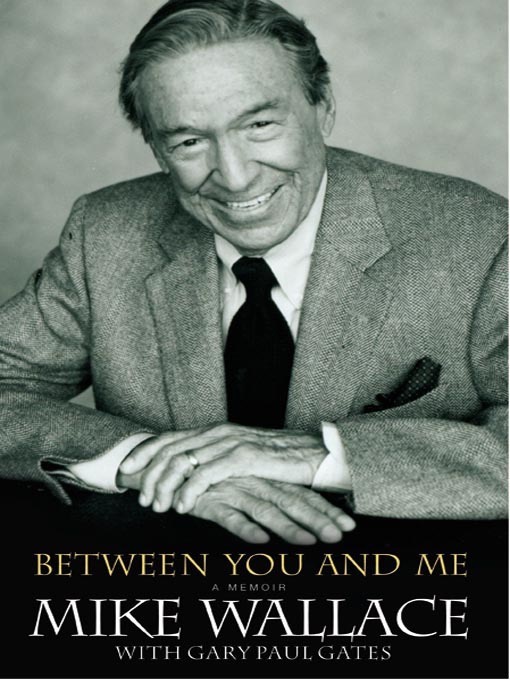 BETWEEN YOU AND ME
A MEMOIR
MIKE WALLACE
WITH GARY PAUL GATES